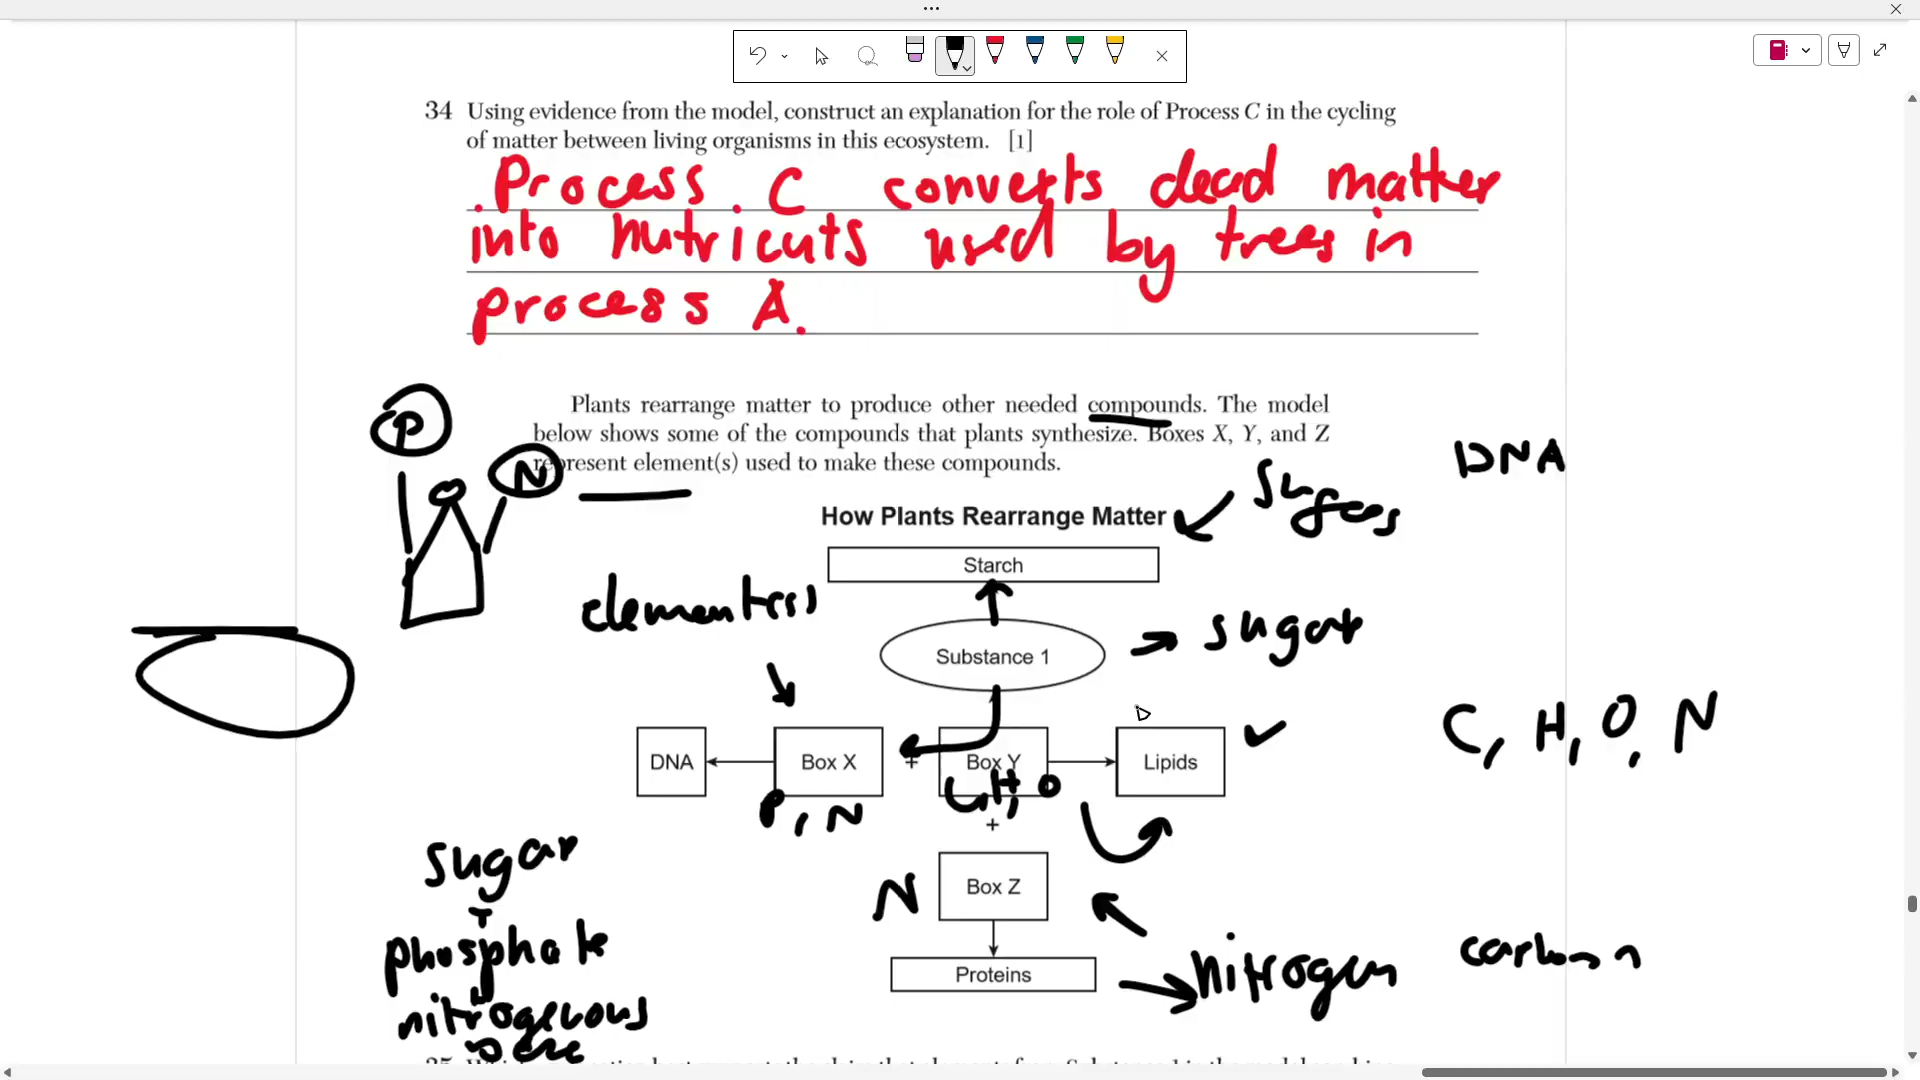 34 Using evidence from the model, construct an explanation for the role of Process C in the cycling
of matter between living organisms in this ecosystem. [1]
Process C converts dead matter
into nutricuts used by trees in
process A.
Plants rearrange matter to produce other needed compounds. The model
below shows some of the compounds that plants synthesize. Boxes X, Y, and Z
represent element(s) used to make these compounds.
P
N
DNA
How Plants Rearrange Matter
Starch
Substance 1
sugar
C, H, O, N
DNA
Box X
+
Box Y
Lipids
P, N
C, H, O
+
sugar
phosphate
nitrogenous
N
Box Z
Proteins
nitrogen
carbon